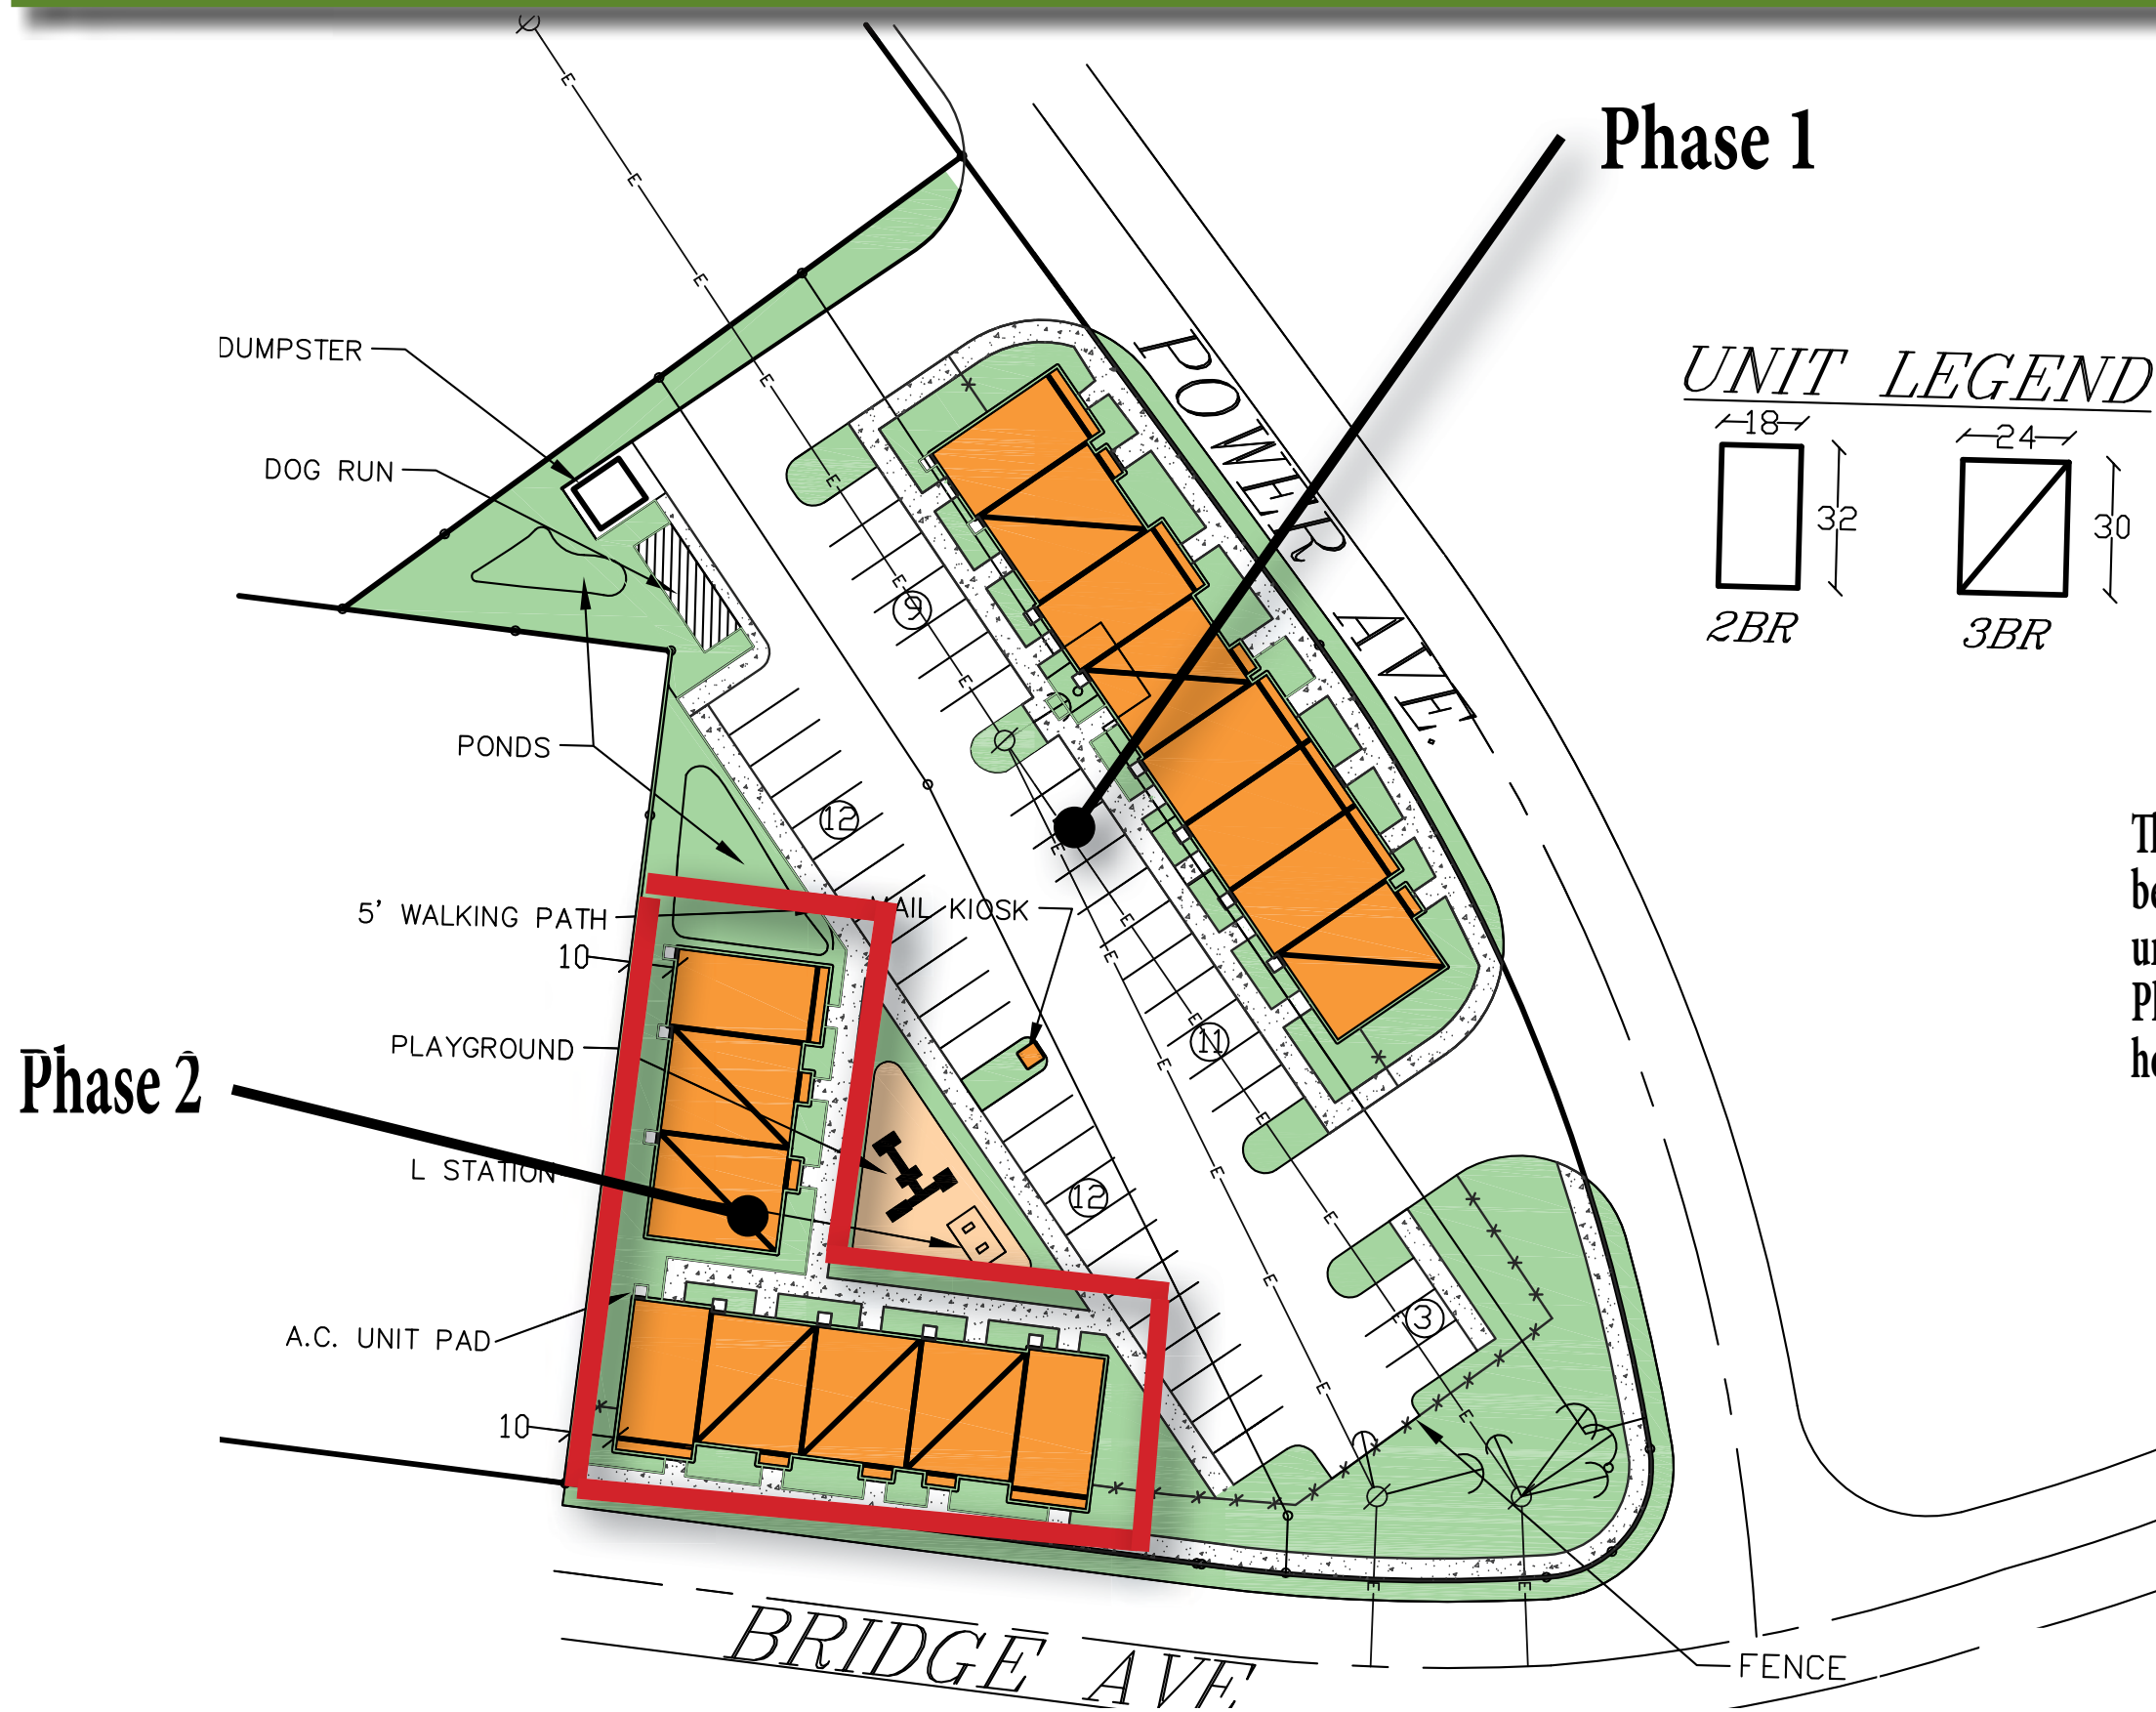 Phase 1
POWER AVE.
UNIT LEGEND
18
32
2BR
24
30
3BR
DUMPSTER
DOG RUN
PONDS
9
12
5' WALKING PATH
MAIL KIOSK
10
PLAYGROUND
11
Phase 2
L STATION
12
A.C. UNIT PAD
3
10
BRIDGE AVE
FENCE
E